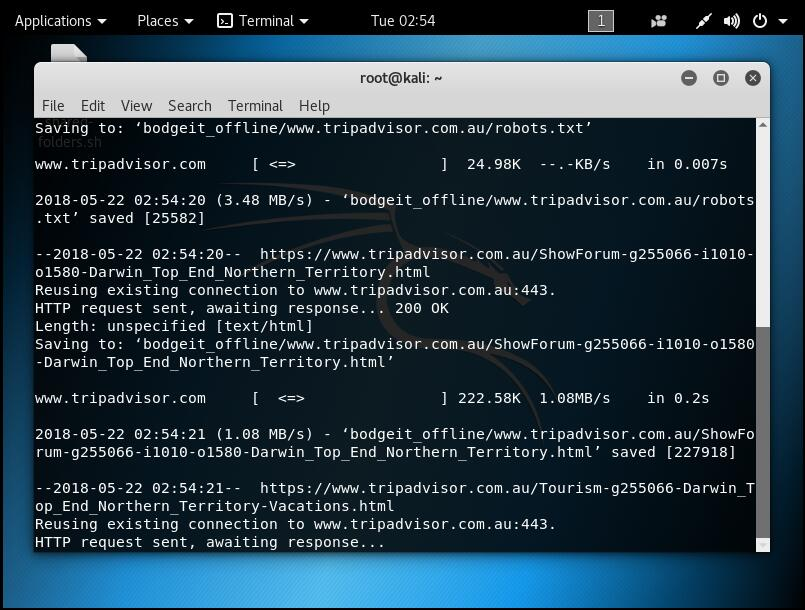 Applications Places Terminal Tue 02:54 1
root@kali: ~
File Edit View Search Terminal Help
folders.sh
Saving to: ‘bodgeit_offline/www.tripadvisor.com.au/robots.txt’
www.tripadvisor.com [ <=> ] 24.98K --.-KB/s in 0.007s
2018-05-22 02:54:20 (3.48 MB/s) - ‘bodgeit_offline/www.tripadvisor.com.au/robots
.txt’ saved [25582]
--2018-05-22 02:54:20-- https://www.tripadvisor.com.au/ShowForum-g255066-i1010-
o1580-Darwin_Top_End_Northern_Territory.html
Reusing existing connection to www.tripadvisor.com.au:443.
HTTP request sent, awaiting response... 200 OK
Length: unspecified [text/html]
Saving to: ‘bodgeit_offline/www.tripadvisor.com.au/ShowForum-g255066-i1010-o1580
-Darwin_Top_End_Northern_Territory.html’
www.tripadvisor.com [ <=> ] 222.58K 1.08MB/s in 0.2s
2018-05-22 02:54:21 (1.08 MB/s) - ‘bodgeit_offline/www.tripadvisor.com.au/ShowFo
rum-g255066-i1010-o1580-Darwin_Top_End_Northern_Territory.html’ saved [227918]
--2018-05-22 02:54:21-- https://www.tripadvisor.com.au/Tourism-g255066-Darwin_T
op_End_Northern_Territory-Vacations.html
Reusing existing connection to www.tripadvisor.com.au:443.
HTTP request sent, awaiting response...